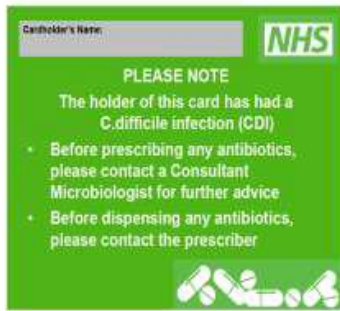 Cardholder's Name:
NHS
PLEASE NOTE
The holder of this card has had a
C.difficile infection (CDI)
• Before prescribing any antibiotics,
please contact a Consultant
Microbiologist for further advice
• Before dispensing any antibiotics,
please contact the prescriber